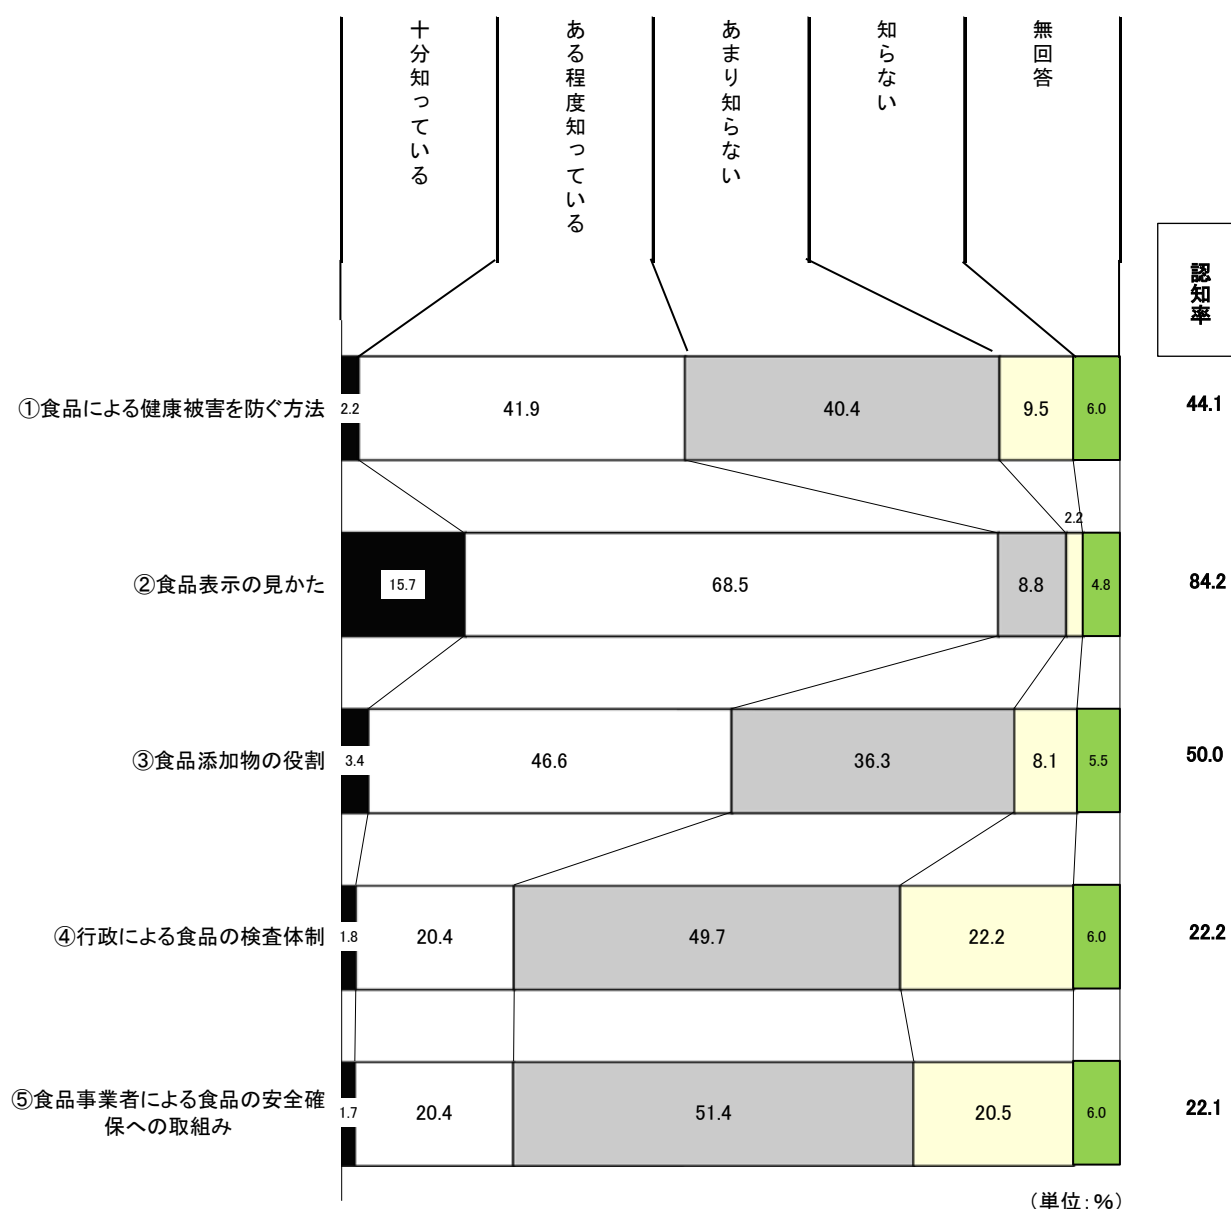 十分知っている
ある程度知っている
あまり知らない
知らない
無回答
認知率
①食品による健康被害を防ぐ方法
2.2
41.9
40.4
9.5
6.0
44.1
②食品表示の見かた
15.7
68.5
8.8
2.2
4.8
84.2
③食品添加物の役割
3.4
46.6
36.3
8.1
5.5
50.0
④行政による食品の検査体制
1.8
20.4
49.7
22.2
6.0
22.2
⑤食品事業者による食品の安全確
保への取組み
1.7
20.4
51.4
20.5
6.0
22.1
（単位：％）